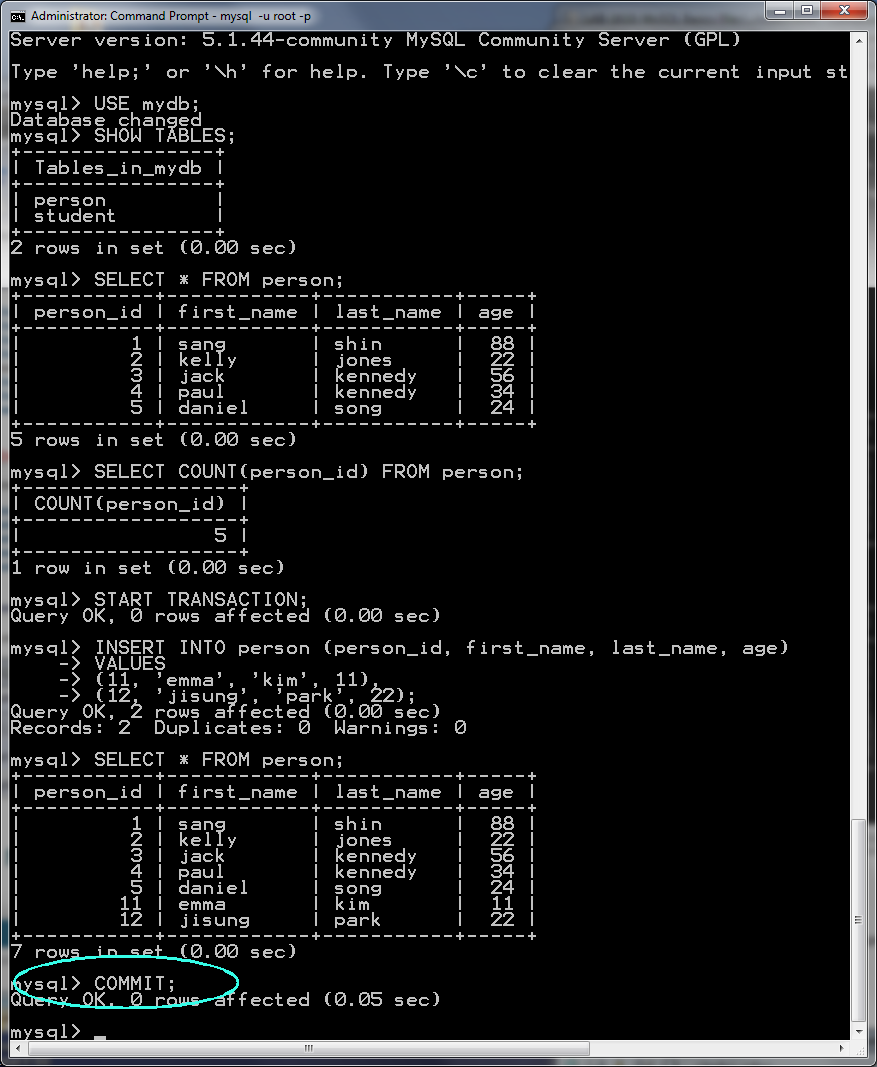 Administrator: Command Prompt - mysql -u root -p
Server version: 5.1.44-community MySQL Community Server (GPL)
Type 'help;' or '\h' for help. Type '\c' to clear the current input st
mysql> USE mydb;
Database changed
mysql> SHOW TABLES;
+-----------------+
| Tables_in_mydb |
+-----------------+
| person |
| student |
+-----------------+
2 rows in set (0.00 sec)
mysql> SELECT * FROM person;
+-----------+------------+-----------+-----+
| person_id | first_name | last_name | age |
+-----------+------------+-----------+-----+
| 1 | sang | shin | 88 |
| 2 | kelly | jones | 22 |
| 3 | jack | kennedy | 56 |
| 4 | paul | kennedy | 34 |
| 5 | daniel | song | 24 |
+-----------+------------+-----------+-----+
5 rows in set (0.00 sec)
mysql> SELECT COUNT(person_id) FROM person;
+------------------+
| COUNT(person_id) |
+------------------+
| 5 |
+------------------+
1 row in set (0.00 sec)
mysql> START TRANSACTION;
Query OK, 0 rows affected (0.00 sec)
mysql> INSERT INTO person (person_id, first_name, last_name, age)
-> VALUES
-> (11, 'emma', 'kim', 11),
-> (12, 'jisung', 'park', 22);
Query OK, 2 rows affected (0.00 sec)
Records: 2 Duplicates: 0 Warnings: 0
mysql> SELECT * FROM person;
+-----------+------------+-----------+-----+
| person_id | first_name | last_name | age |
+-----------+------------+-----------+-----+
| 1 | sang | shin | 88 |
| 2 | kelly | jones | 22 |
| 3 | jack | kennedy | 56 |
| 4 | paul | kennedy | 34 |
| 5 | daniel | song | 24 |
| 11 | emma | kim | 11 |
| 12 | jisung | park | 22 |
+-----------+------------+-----------+-----+
7 rows in set (0.00 sec)
mysql> COMMIT;
Query OK, 0 rows affected (0.05 sec)
mysql> _